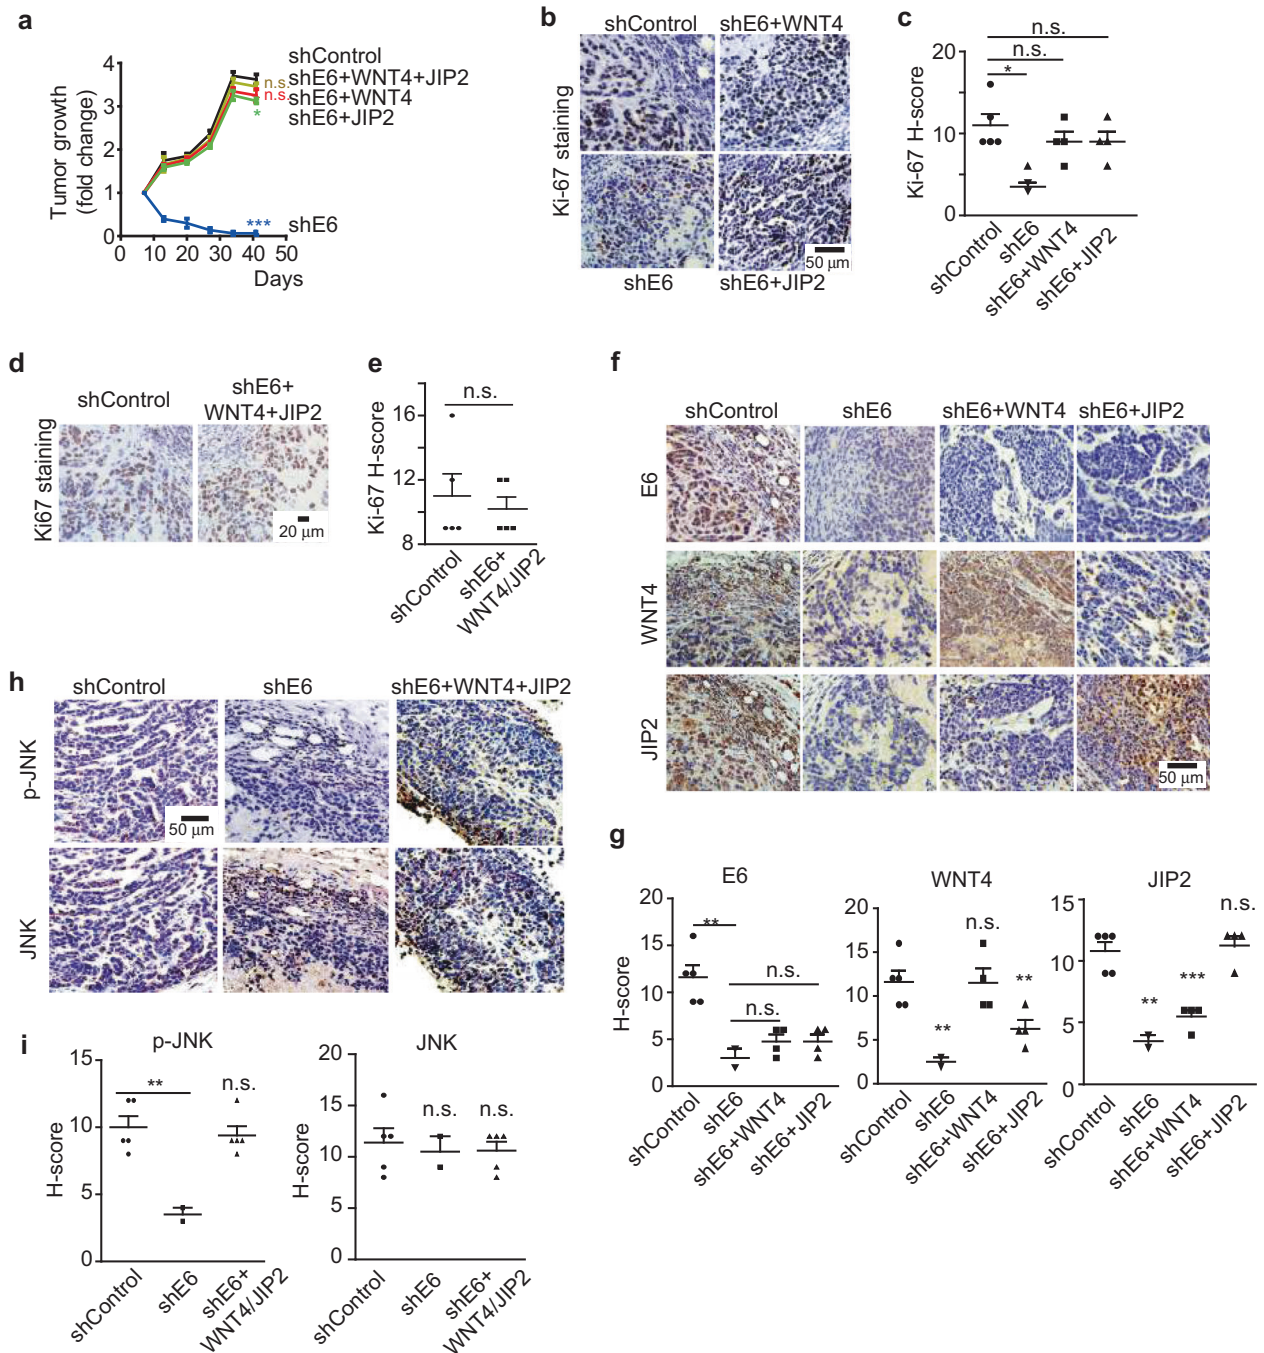 a
shControl
shE6+WNT4+JIP2
shE6+WNT4
shE6+JIP2
n.s.
n.s.
*
***
shE6
Tumor growth
(fold change)
4
3
2
1
0
0 10 20 30 40 50
Days
b
shControl shE6+WNT4
Ki-67 staining
50 μm
shE6 shE6+JIP2
c
n.s.
n.s.
*
Ki-67 H-score
20
10
0
shControl
shE6
shE6+WNT4
shE6+JIP2
d
shControl
shE6+
WNT4+JIP2
Ki67 staining
20 μm
e
n.s.
Ki-67 H-score
16
12
8
shControl
shE6+
WNT4/JIP2
f
shControl shE6 shE6+WNT4 shE6+JIP2
E6
WNT4
JIP2
50 μm
g
E6
H-score
20
15
10
5
0
**
n.s.
n.s.
shControl
shE6
shE6+WNT4
shE6+JIP2
WNT4
20
15
10
5
0
**
n.s.
**
shControl
shE6
shE6+WNT4
shE6+JIP2
JIP2
15
10
5
0
**
***
n.s.
shControl
shE6
shE6+WNT4
shE6+JIP2
h
shControl shE6 shE6+WNT4+JIP2
p-JNK
50 μm
JNK
i
p-JNK
H-score
15
10
5
0
**
n.s.
shControl
shE6
shE6+
WNT4/JIP2
JNK
H-score
20
15
10
5
0
n.s.
n.s.
shControl
shE6
shE6+
WNT4/JIP2